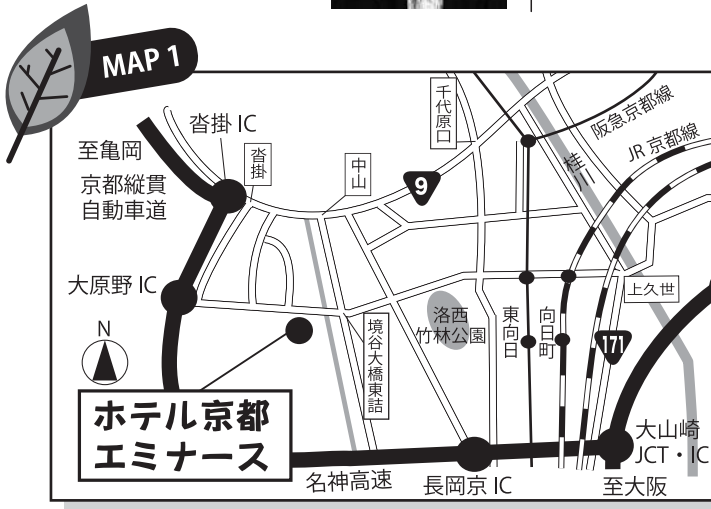 MAP 1
沓掛 IC
至亀岡
京都縦貫
自動車道
沓掛
中山
千代原口
9
阪急京都線
JR 京都線
桂川
大原野 IC
洛西
竹林公園
東向日
向日町
上久世
171
境谷大橋東詰
N
ホテル京都
エミナース
名神高速
長岡京 IC
大山崎
JCT・IC
至大阪